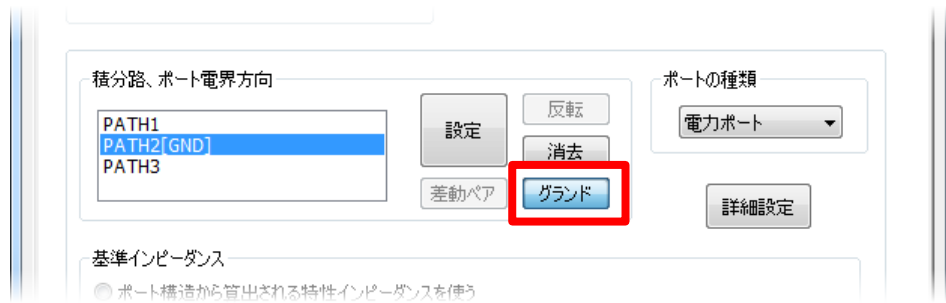 積分路、ポート電界方向
PATH1
PATH2[GND]
PATH3
設定
反転
消去
差動ペア
グランド
ポートの種類
電力ポート
詳細設定
基準インピーダンス
ポート構造から算出される特性インピーダンスを使う